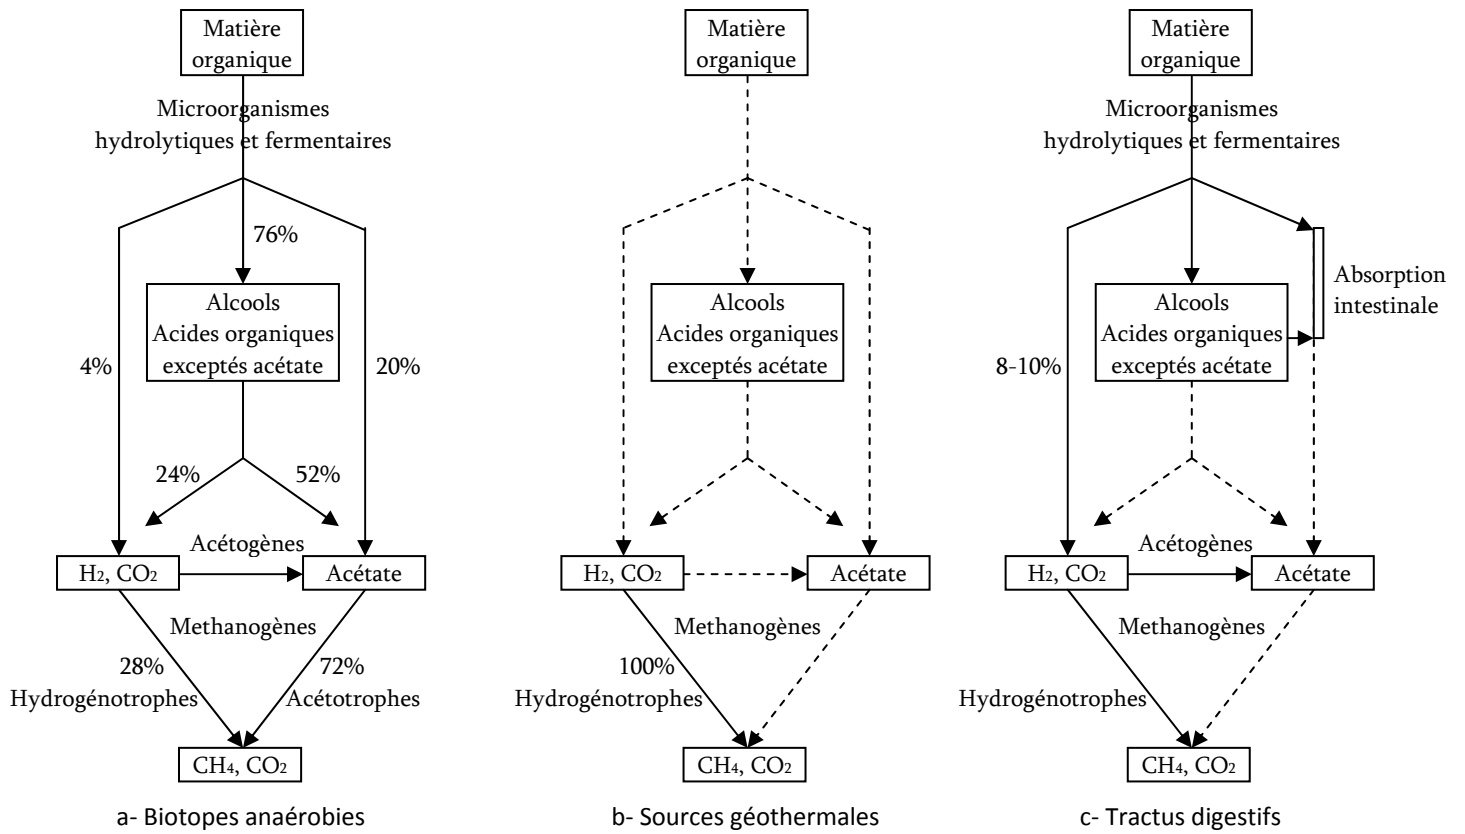 Matière
organique
Microorganismes
hydrolytiques et fermentaires
76%
Alcools
Acides organiques
exceptés acétate
4%
20%
24%
52%
Acétogènes
H2, CO2
Acétate
Methanogènes
28%
72%
Hydrogénotrophes
Acétotrophes
CH4, CO2
a- Biotopes anaérobies
Matière
organique
Alcools
Acides organiques
exceptés acétate
H2, CO2
Acétate
Methanogènes
100%
Hydrogénotrophes
CH4, CO2
b- Sources géothermales
Matière
organique
Microorganismes
hydrolytiques et fermentaires
Absorption
intestinale
Alcools
Acides organiques
exceptés acétate
8-10%
Acétogènes
H2, CO2
Acétate
Methanogènes
Hydrogénotrophes
CH4, CO2
c- Tractus digestifs